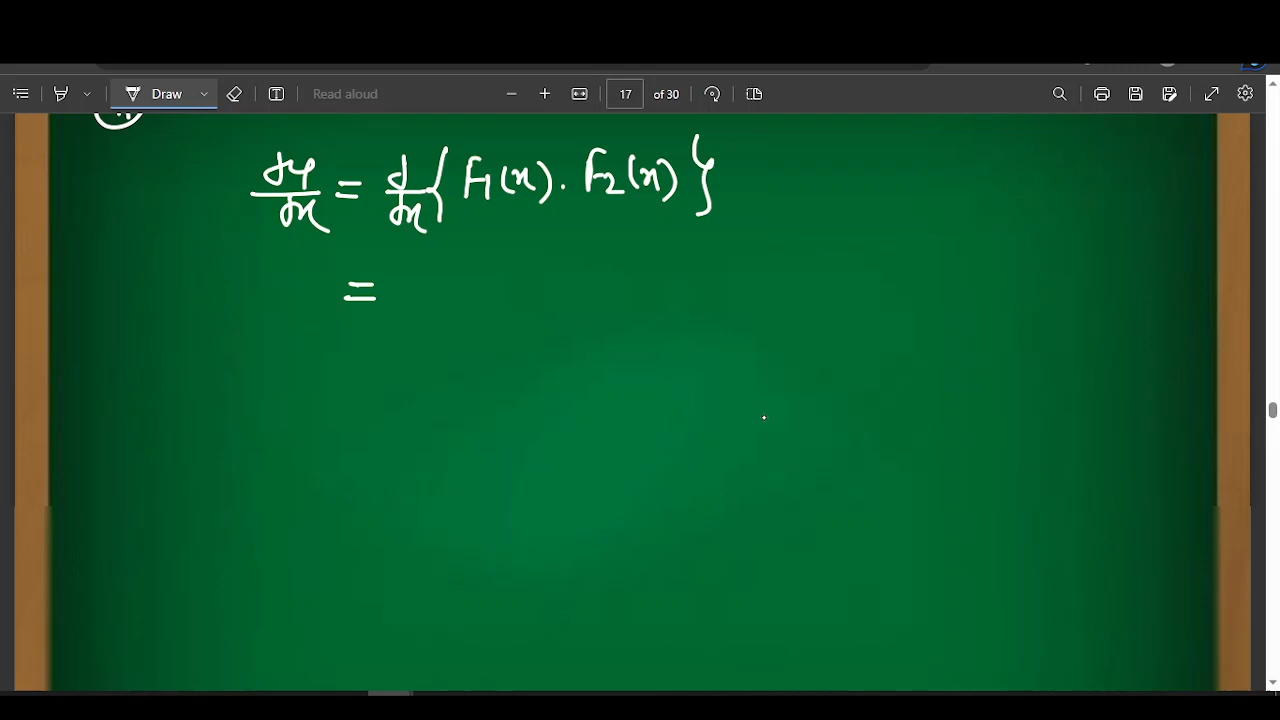 Draw
Read aloud
17 of 30
dy/dx = d/dx { F1(x) . F2(x) }
=